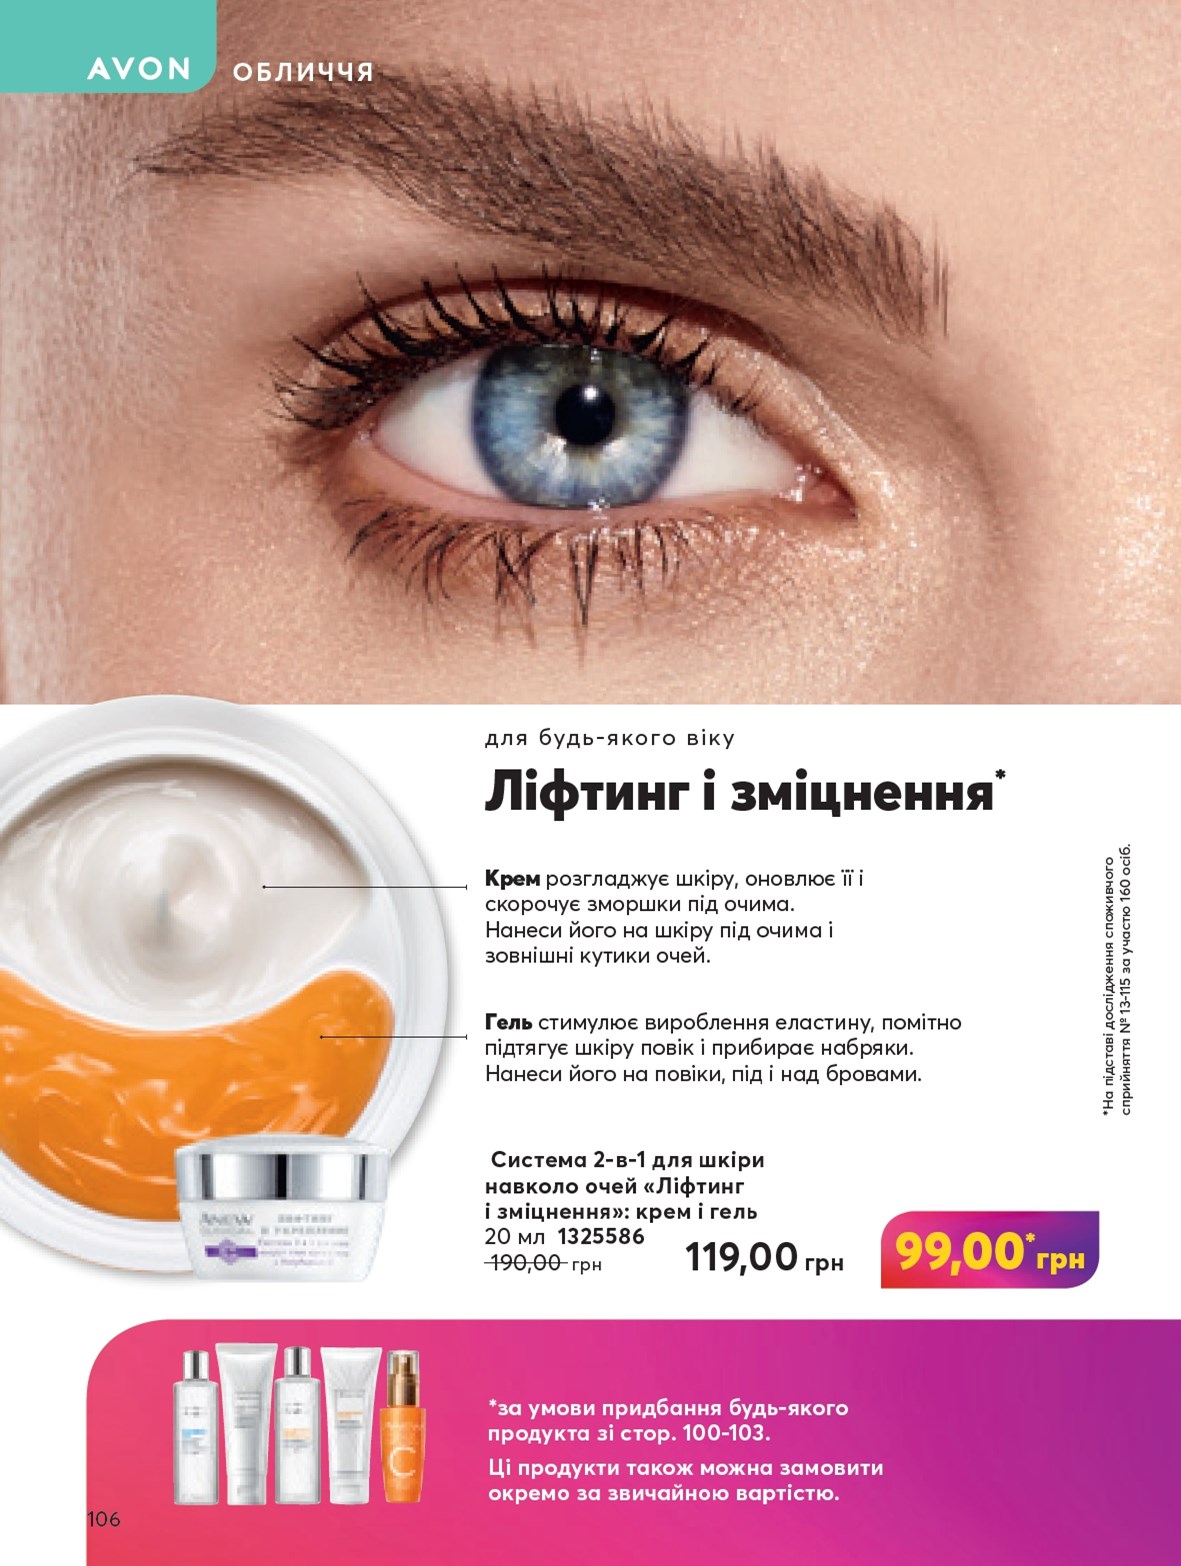 AVON ОБЛИЧЧЯ
для будь-якого віку
Ліфтинг і зміцнення*
Крем розгладжує шкіру, оновлює її і
скорочує зморшки під очима.
Нанеси його на шкіру під очима і
зовнішні кутики очей.
Гель стимулює вироблення еластину, помітно
підтягує шкіру повік і прибирає набряки.
Нанеси його на повіки, під і над бровами.
*На підставі дослідження споживчого
сприйняття № 13-115 за участю 160 осіб.
ANEW
CLINICAL
ЛИФТИНГ
И УКРЕПЛЕНИЕ
Система 2-в-1 для шкіри
навколо очей «Ліфтинг
і зміцнення»: крем і гель
20 мл 1325586
190,00 грн 119,00 грн 99,00* грн
C
*за умови придбання будь-якого
продукта зі стор. 100-103.
Ці продукти також можна замовити
окремо за звичайною вартістю.
106